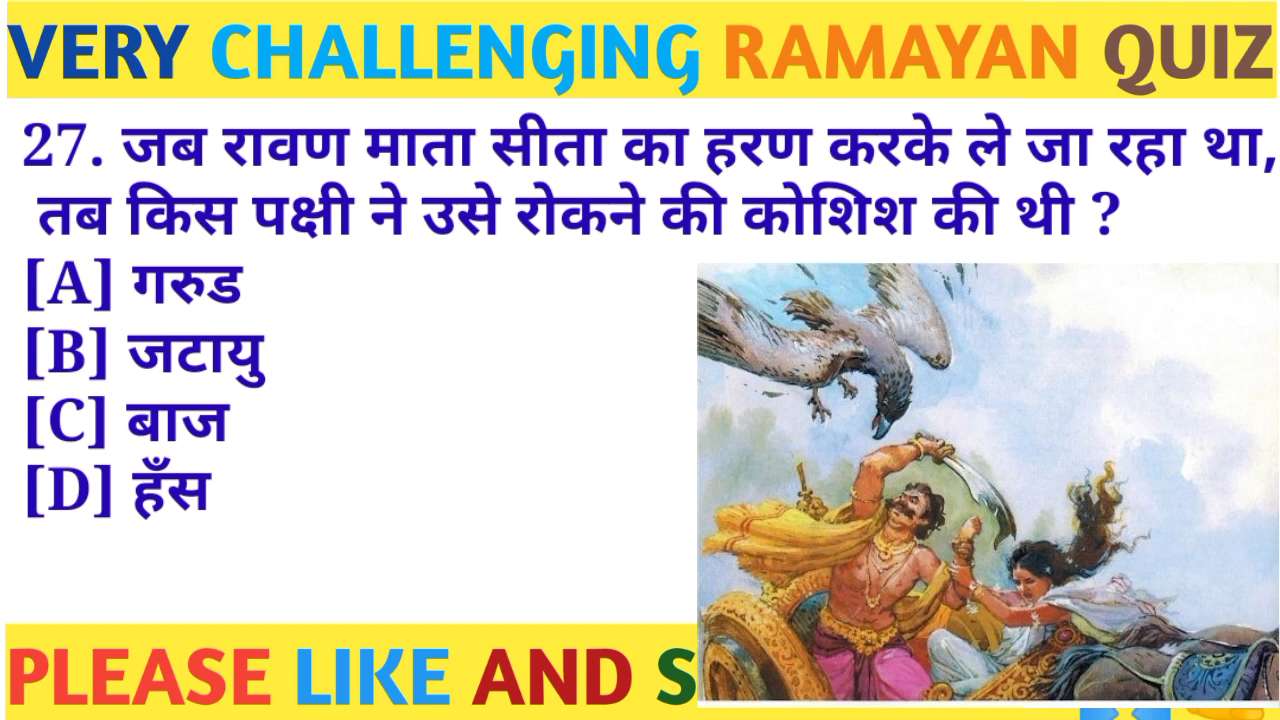 VERY CHALLENGING RAMAYAN QUIZ
27. जब रावण माता सीता का हरण करके ले जा रहा था,
तब किस पक्षी ने उसे रोकने की कोशिश की थी ?
[A] गरुड
[B] जटायु
[C] बाज
[D] हँस
PLEASE LIKE AND S